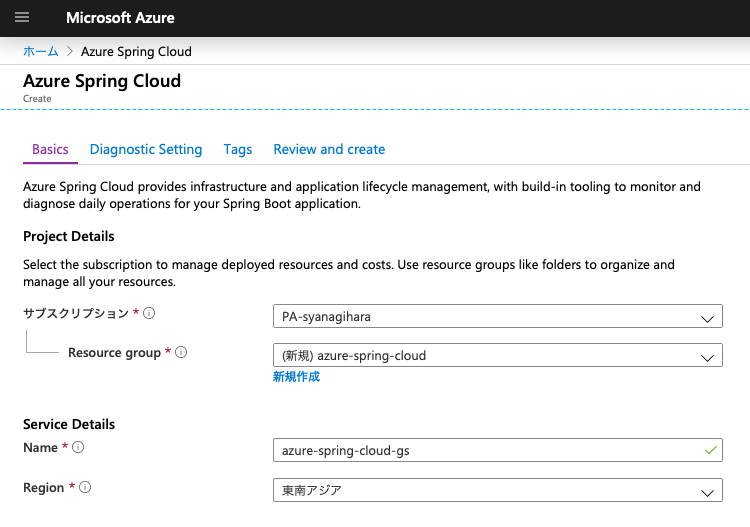 Microsoft Azure
ホーム > Azure Spring Cloud
Azure Spring Cloud
Create
Basics Diagnostic Setting Tags Review and create
Azure Spring Cloud provides infrastructure and application lifecycle management, with build-in tooling to monitor and
diagnose daily operations for your Spring Boot application.
Project Details
Select the subscription to manage deployed resources and costs. Use resource groups like folders to organize and
manage all your resources.
サブスクリプション * PA-syanagihara
Resource group * (新規) azure-spring-cloud
新規作成
Service Details
Name * azure-spring-cloud-gs
Region * 東南アジア